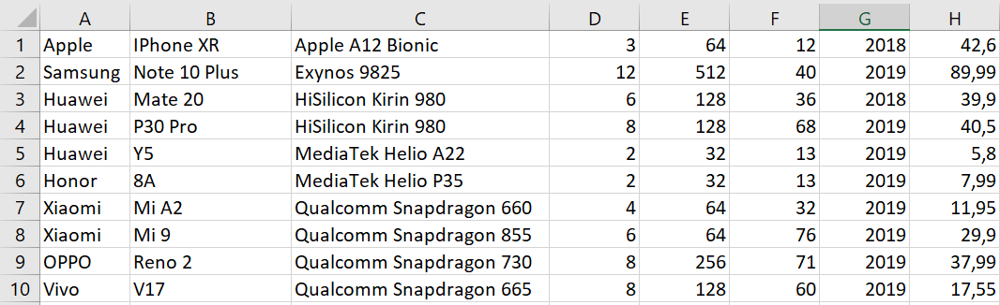 A B C D E F G H
1 Apple IPhone XR Apple A12 Bionic 3 64 12 2018 42,6
2 Samsung Note 10 Plus Exynos 9825 12 512 40 2019 89,99
3 Huawei Mate 20 HiSilicon Kirin 980 6 128 36 2018 39,9
4 Huawei P30 Pro HiSilicon Kirin 980 8 128 68 2019 40,5
5 Huawei Y5 MediaTek Helio A22 2 32 13 2019 5,8
6 Honor 8A MediaTek Helio P35 2 32 13 2019 7,99
7 Xiaomi Mi A2 Qualcomm Snapdragon 660 4 64 32 2019 11,95
8 Xiaomi Mi 9 Qualcomm Snapdragon 855 6 64 76 2019 29,9
9 OPPO Reno 2 Qualcomm Snapdragon 730 8 256 71 2019 37,99
10 Vivo V17 Qualcomm Snapdragon 665 8 128 60 2019 17,55